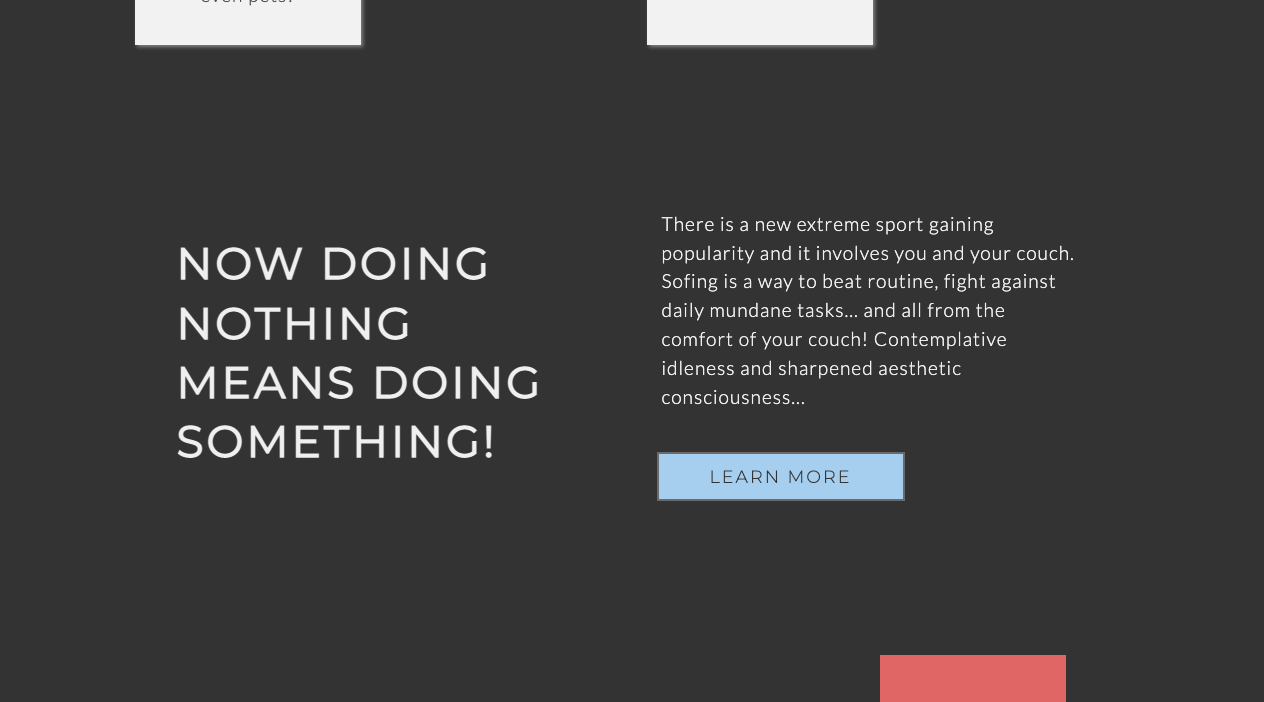 even pets.
NOW DOING
NOTHING
MEANS DOING
SOMETHING!
There is a new extreme sport gaining
popularity and it involves you and your couch.
Sofing is a way to beat routine, fight against
daily mundane tasks... and all from the
comfort of your couch! Contemplative
idleness and sharpened aesthetic
consciousness...
LEARN MORE